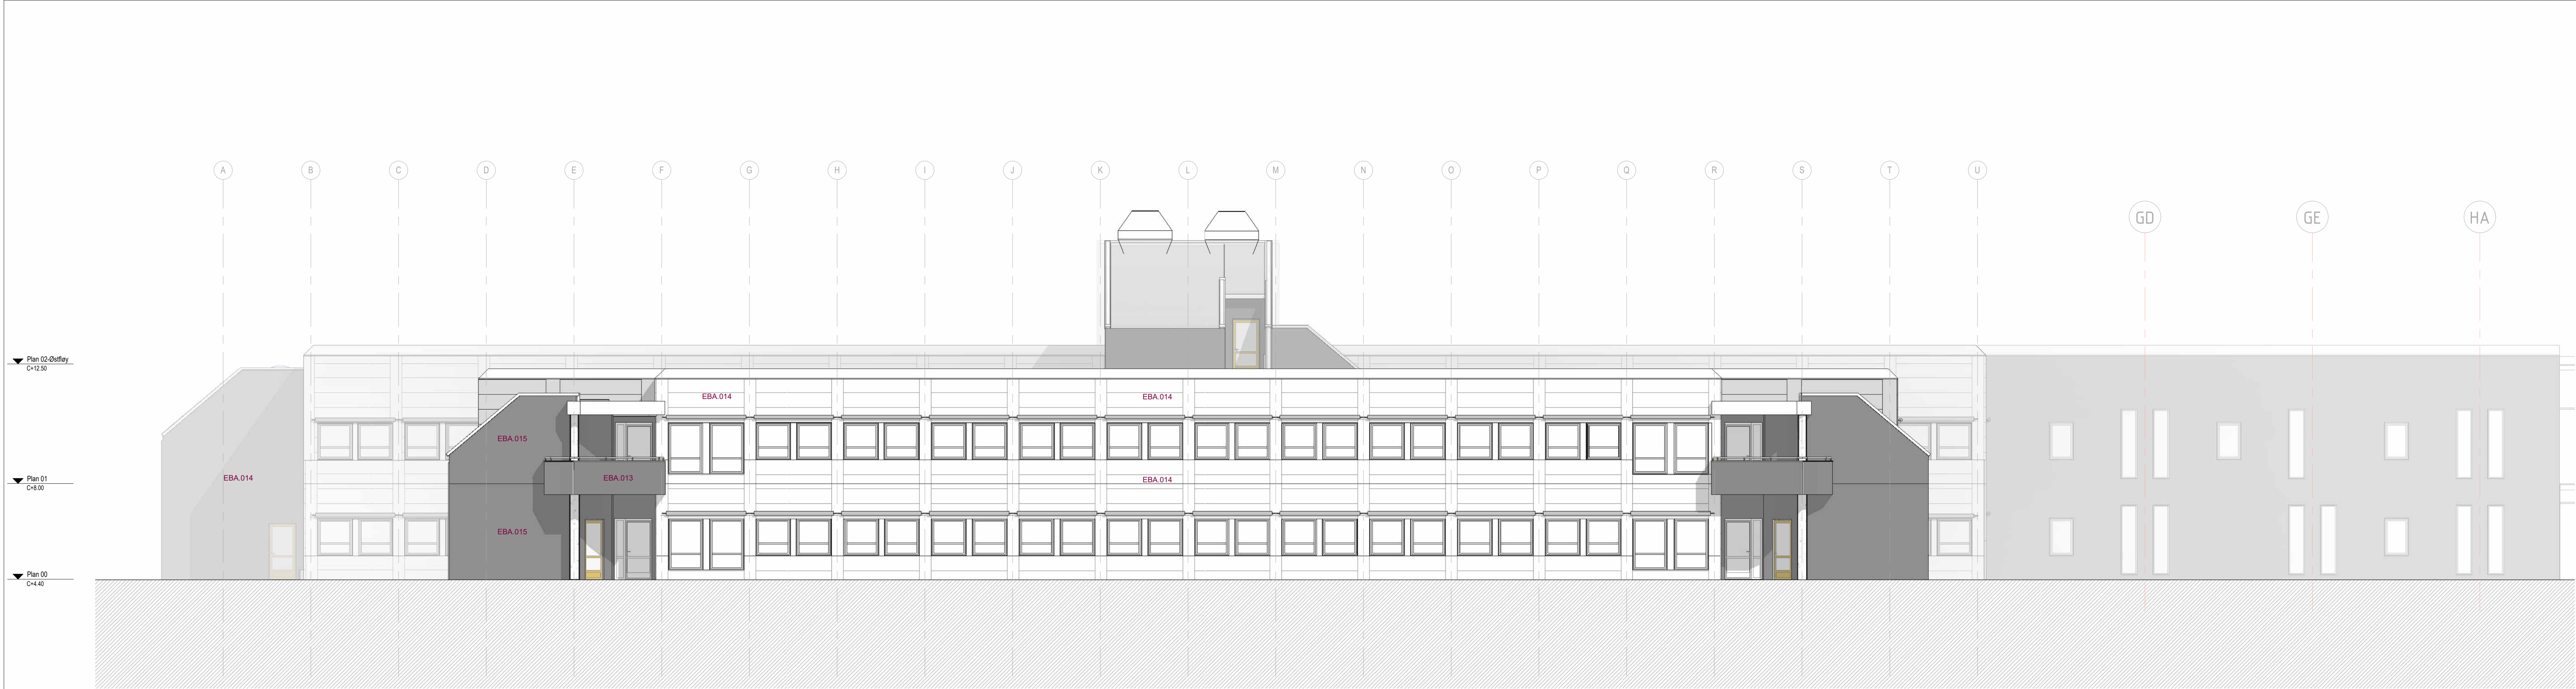 A B C D E F G H I J K L M N O P Q R S T U
GD GE HA
Plan 02-Østfløy
C+12.50
EBA.014 EBA.014
EBA.015
EBA.014 EBA.013 EBA.014
Plan 01
C+8.00
EBA.015
Plan 00
C+4.40